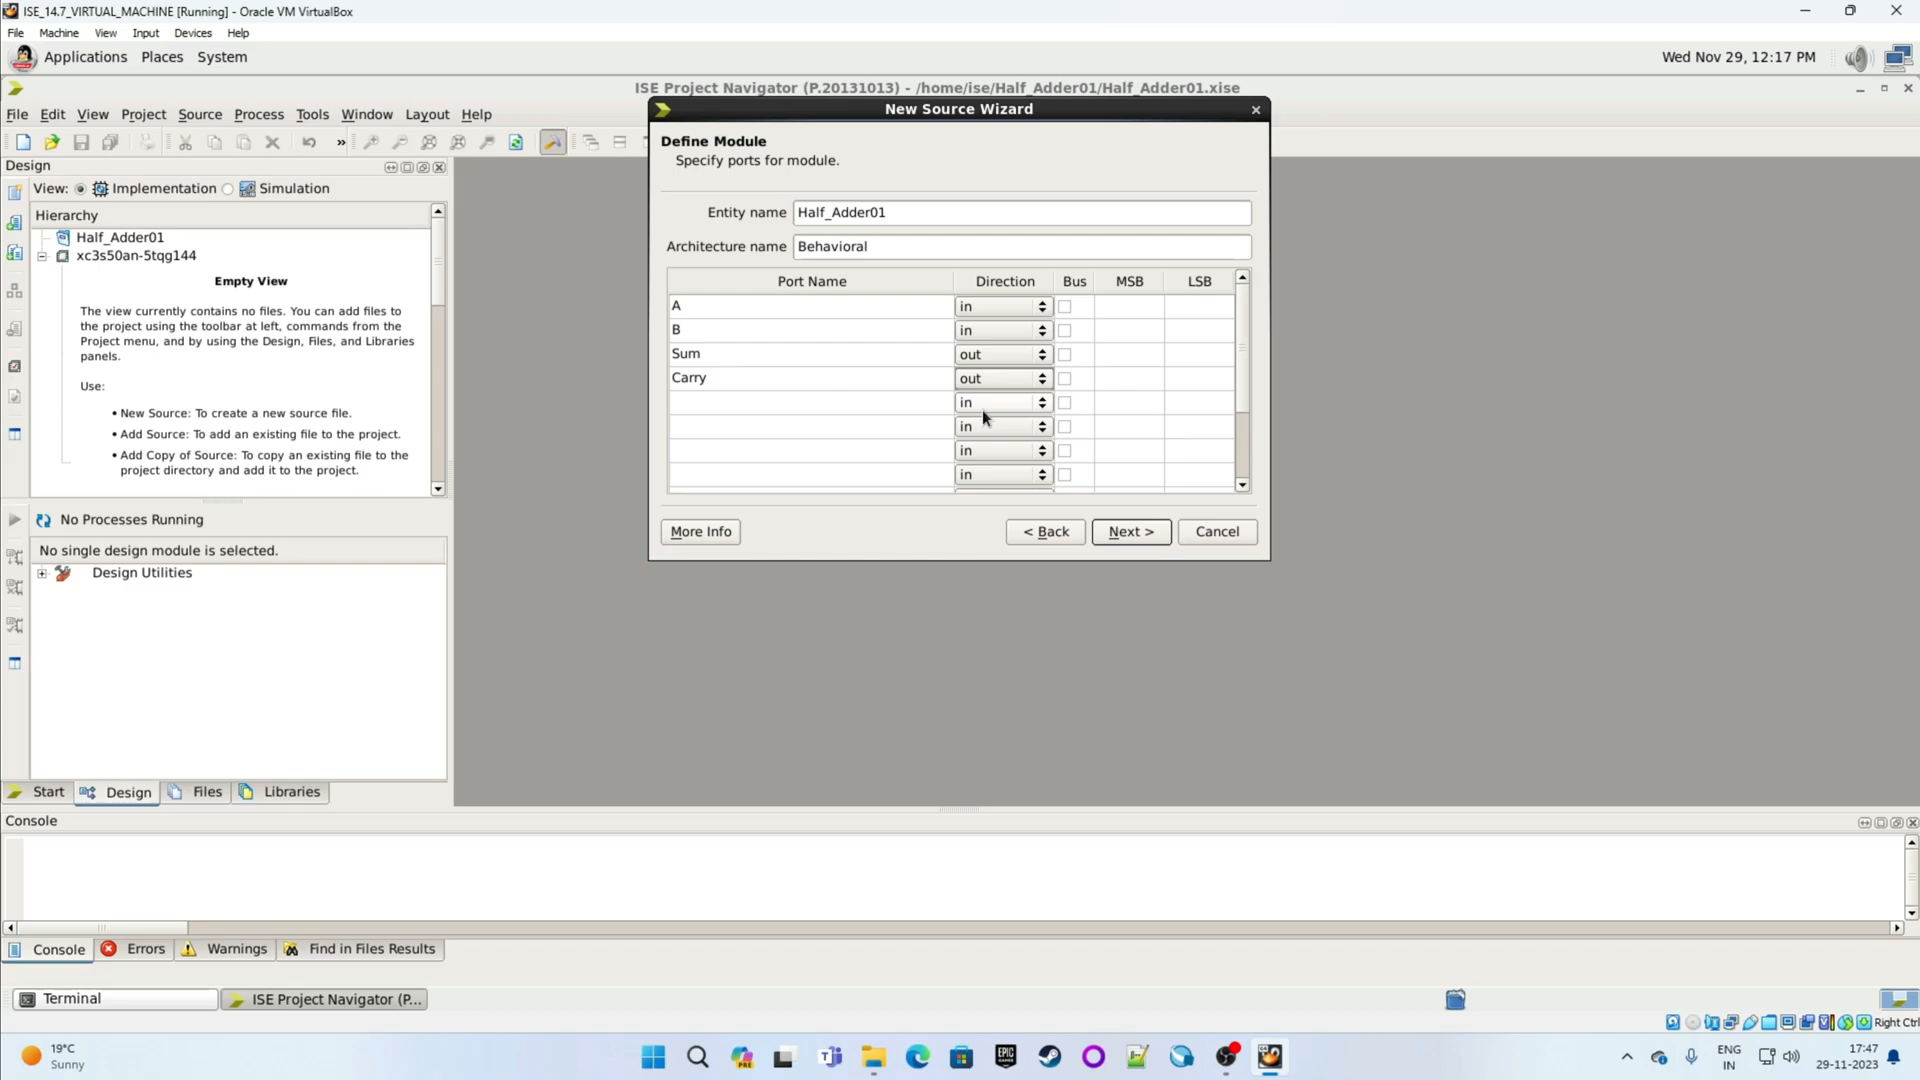 ISE_14.7_VIRTUAL_MACHINE [Running] - Oracle VM VirtualBox
File Machine View Input Devices Help
Applications Places System
Wed Nov 29, 12:17 PM
ISE Project Navigator (P.20131013) - /home/ise/Half_Adder01/Half_Adder01.xise
File Edit View Project Source Process Tools Window Layout Help
»
Design
View: Implementation Simulation
Hierarchy
Half_Adder01
xc3s50an-5tqg144
Empty View
The view currently contains no files. You can add files to
the project using the toolbar at left, commands from the
Project menu, and by using the Design, Files, and Libraries
panels.
Use:
• New Source: To create a new source file.
• Add Source: To add an existing file to the project.
• Add Copy of Source: To copy an existing file to the
project directory and add it to the project.
No Processes Running
No single design module is selected.
Design Utilities
Start Design Files Libraries
New Source Wizard
Define Module
Specify ports for module.
Entity name Half_Adder01
Architecture name Behavioral
Port Name Direction Bus MSB LSB
A in
B in
Sum out
Carry out
in
in
in
in
More Info < Back Next > Cancel
Console
Console Errors Warnings Find in Files Results
Terminal ISE Project Navigator (P...
Right Ctrl
19°C
Sunny
PRE
EPIC
GAMES
ENG
IN
17:47
29-11-2023